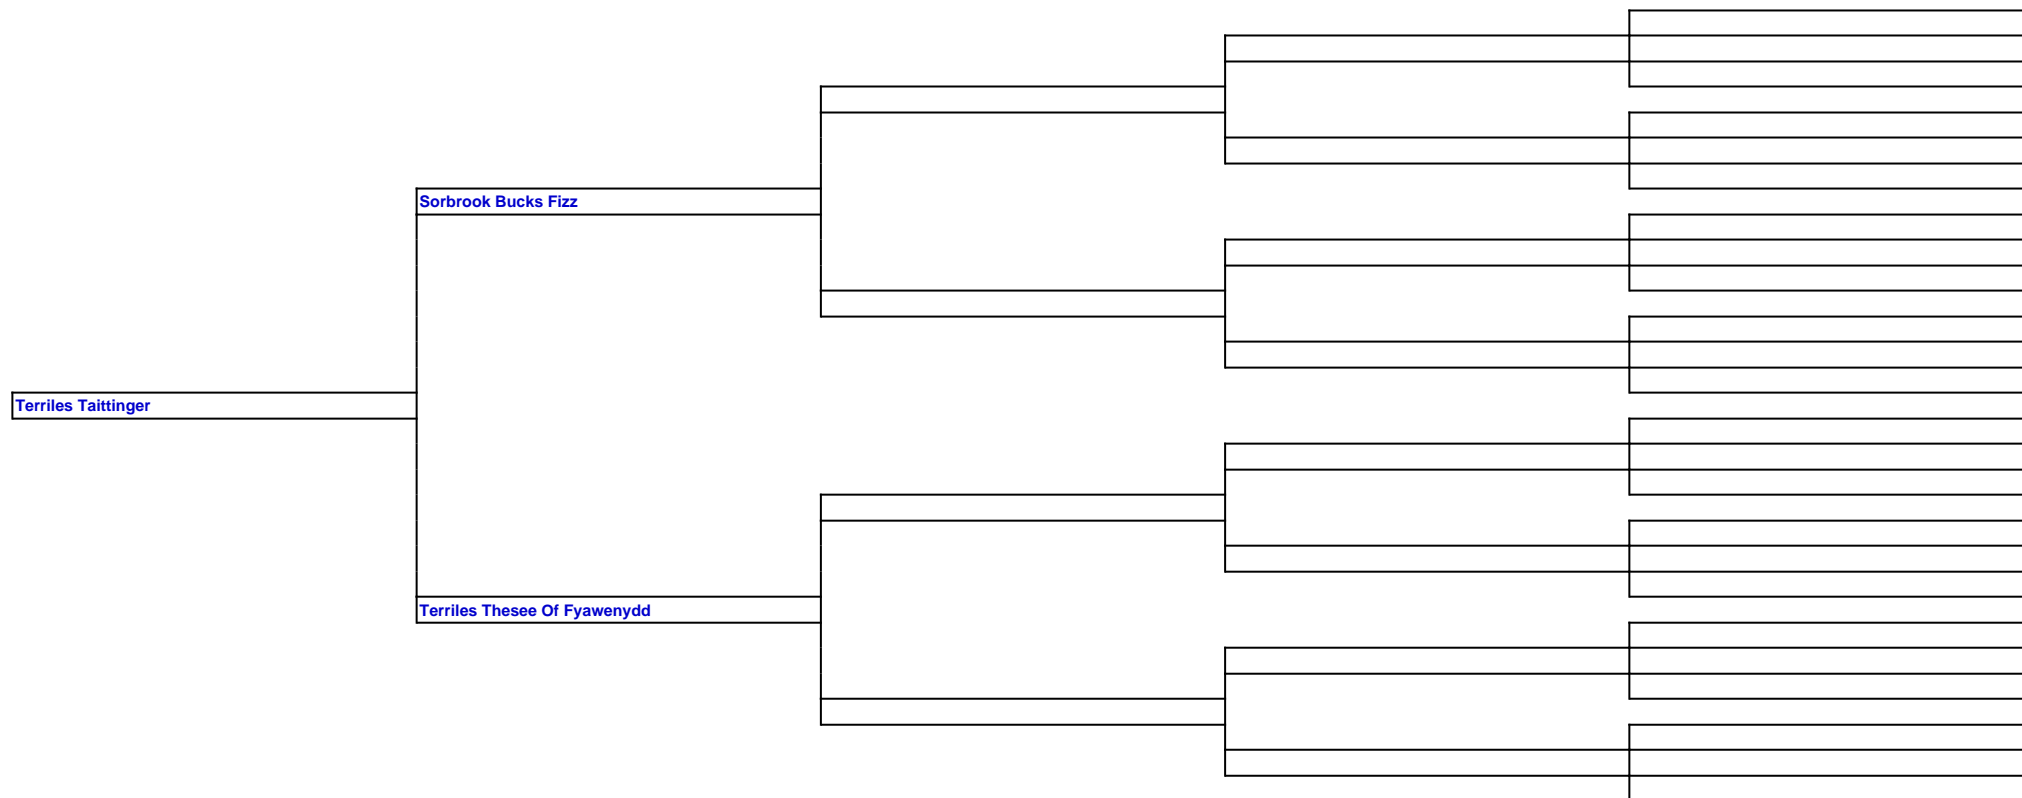 Sorbrook Bucks Fizz
Terriles Taittinger
Terriles Thesee Of Fyawenydd